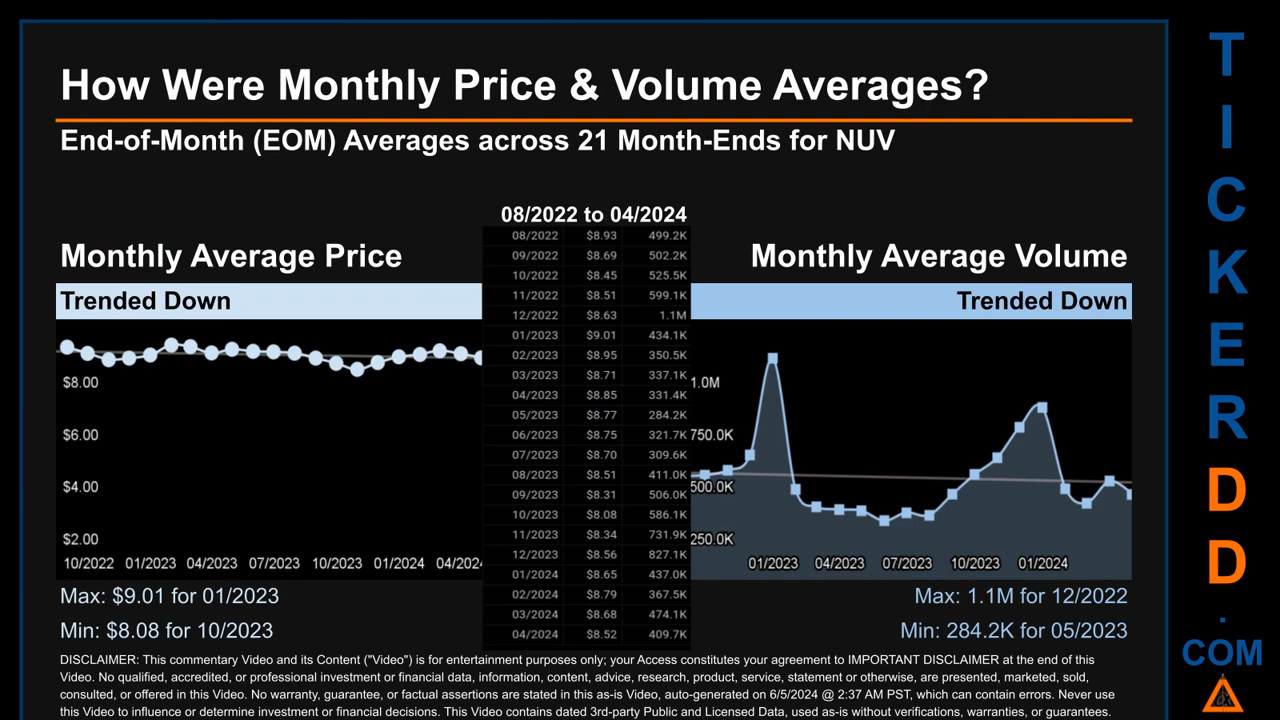 How Were Monthly Price & Volume Averages?
End-of-Month (EOM) Averages across 21 Month-Ends for NUV
08/2022 to 04/2024
Monthly Average Price
Trended Down
$8.00
$6.00
$4.00
$2.00
10/2022 01/2023 04/2023 07/2023 10/2023 01/2024 04/2024
Max: $9.01 for 01/2023
Min: $8.08 for 10/2023
08/2022 $8.93 499.2K
09/2022 $8.69 502.2K
10/2022 $8.45 525.5K
11/2022 $8.51 599.1K
12/2022 $8.63 1.1M
01/2023 $9.01 434.1K
02/2023 $8.95 350.5K
03/2023 $8.71 337.1K
04/2023 $8.85 331.4K
05/2023 $8.77 284.2K
06/2023 $8.75 321.7K
07/2023 $8.70 309.6K
08/2023 $8.51 411.0K
09/2023 $8.31 506.0K
10/2023 $8.08 586.1K
11/2023 $8.34 731.9K
12/2023 $8.56 827.1K
01/2024 $8.65 437.0K
02/2024 $8.79 367.5K
03/2024 $8.68 474.1K
04/2024 $8.52 409.7K
Monthly Average Volume
Trended Down
1.0M
750.0K
500.0K
250.0K
01/2023 04/2023 07/2023 10/2023 01/2024
Max: 1.1M for 12/2022
Min: 284.2K for 05/2023
DISCLAIMER: This commentary Video and its Content ("Video") is for entertainment purposes only; your Access constitutes your agreement to IMPORTANT DISCLAIMER at the end of this
Video. No qualified, accredited, or professional investment or financial data, information, content, advice, research, product, service, statement or otherwise, are presented, marketed, sold,
consulted, or offered in this Video. No warranty, guarantee, or factual assertions are stated in this as-is Video, auto-generated on 6/5/2024 @ 2:37 AM PST, which can contain errors. Never use
this Video to influence or determine investment or financial decisions. This Video contains dated 3rd-party Public and Licensed Data, used as-is without verifications, warranties, or guarantees.
T
I
C
K
E
R
D
D
.
COM